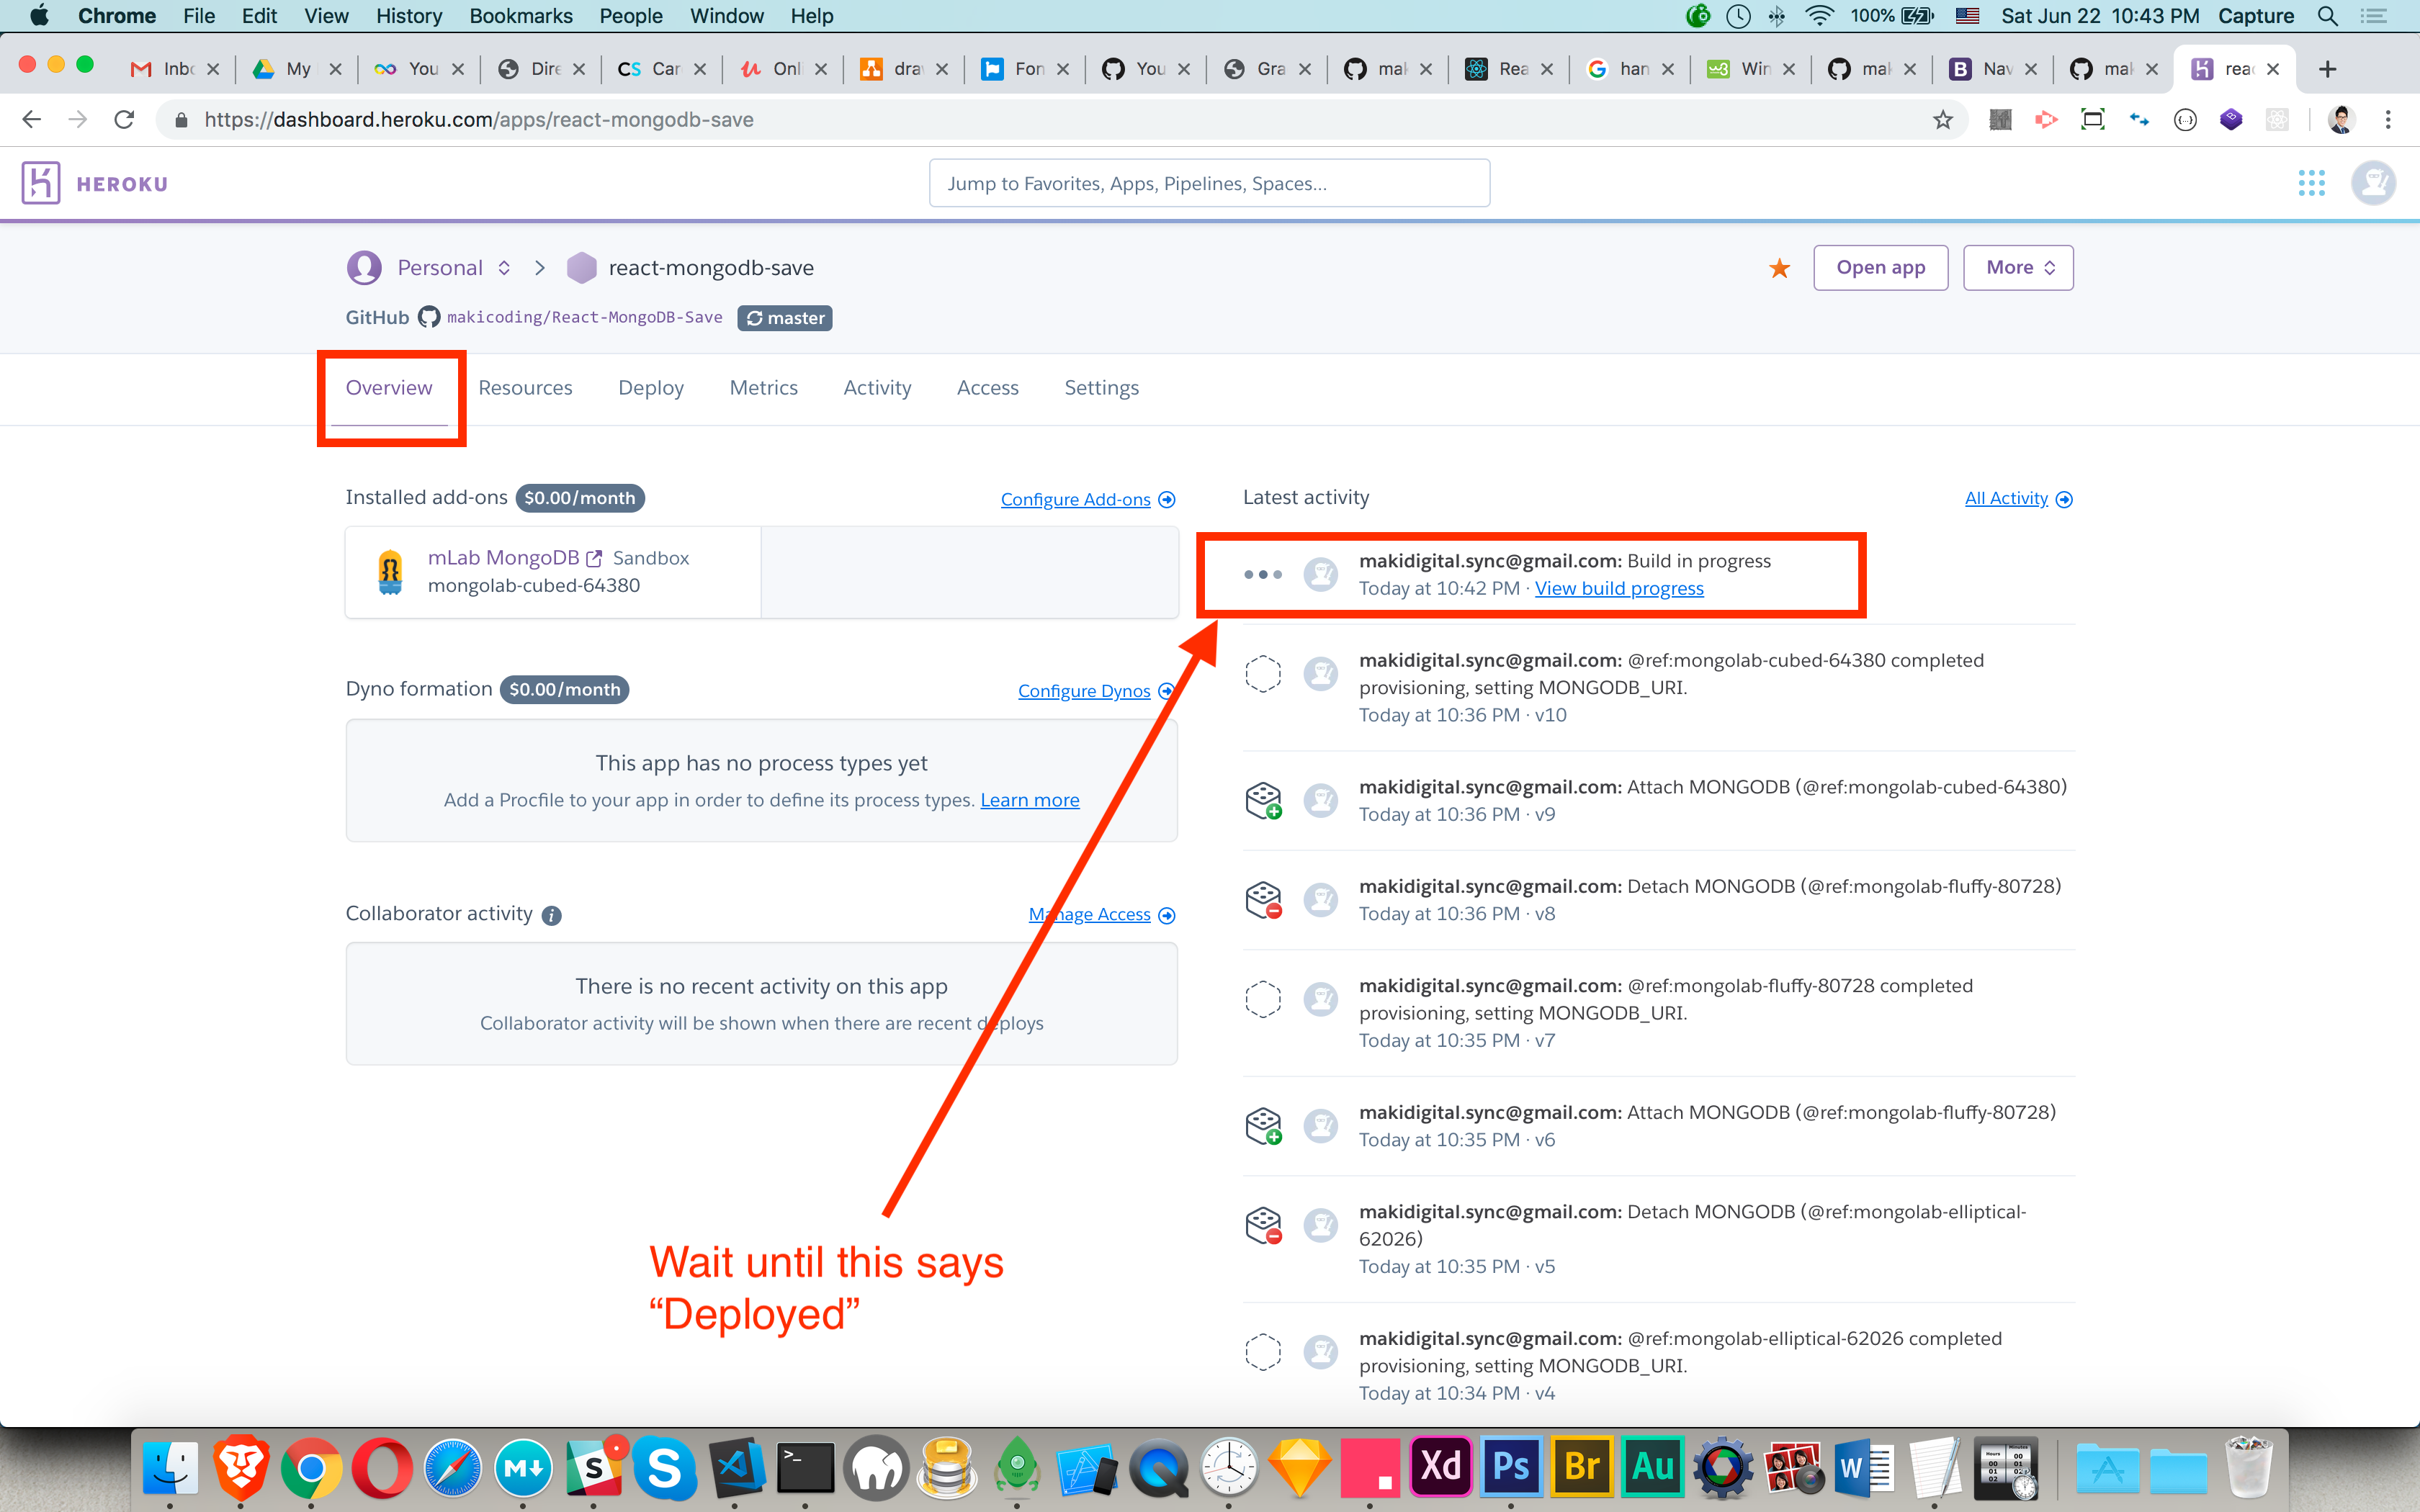 Chrome File Edit View History Bookmarks People Window Help 100% Sat Jun 22 10:43 PM Capture
Inbo My You Dire CS Car Onli dra Fon You Gra mak Rea han w3 Win mak B Nav mak reac
https://dashboard.heroku.com/apps/react-mongodb-save
HEROKU
Jump to Favorites, Apps, Pipelines, Spaces...
Personal > react-mongodb-save
Open app
More
GitHub makicoding/React-MongoDB-Save master
Overview Resources Deploy Metrics Activity Access Settings
Installed add-ons $0.00/month Configure Add-ons
mLab MongoDB Sandbox
mongolab-cubed-64380
Dyno formation $0.00/month Configure Dynos
This app has no process types yet
Add a Procfile to your app in order to define its process types. Learn more
Collaborator activity i Manage Access
There is no recent activity on this app
Collaborator activity will be shown when there are recent deploys
Latest activity All Activity
makidigital.sync@gmail.com: Build in progress
Today at 10:42 PM · View build progress
makidigital.sync@gmail.com: @ref:mongolab-cubed-64380 completed
provisioning, setting MONGODB_URI.
Today at 10:36 PM · v10
makidigital.sync@gmail.com: Attach MONGODB (@ref:mongolab-cubed-64380)
Today at 10:36 PM · v9
makidigital.sync@gmail.com: Detach MONGODB (@ref:mongolab-fluffy-80728)
Today at 10:36 PM · v8
makidigital.sync@gmail.com: @ref:mongolab-fluffy-80728 completed
provisioning, setting MONGODB_URI.
Today at 10:35 PM · v7
makidigital.sync@gmail.com: Attach MONGODB (@ref:mongolab-fluffy-80728)
Today at 10:35 PM · v6
makidigital.sync@gmail.com: Detach MONGODB (@ref:mongolab-elliptical-
62026)
Today at 10:35 PM · v5
makidigital.sync@gmail.com: @ref:mongolab-elliptical-62026 completed
provisioning, setting MONGODB_URI.
Today at 10:34 PM · v4
Wait until this says
“Deployed”
M S S >_ Xd Ps Br Au W